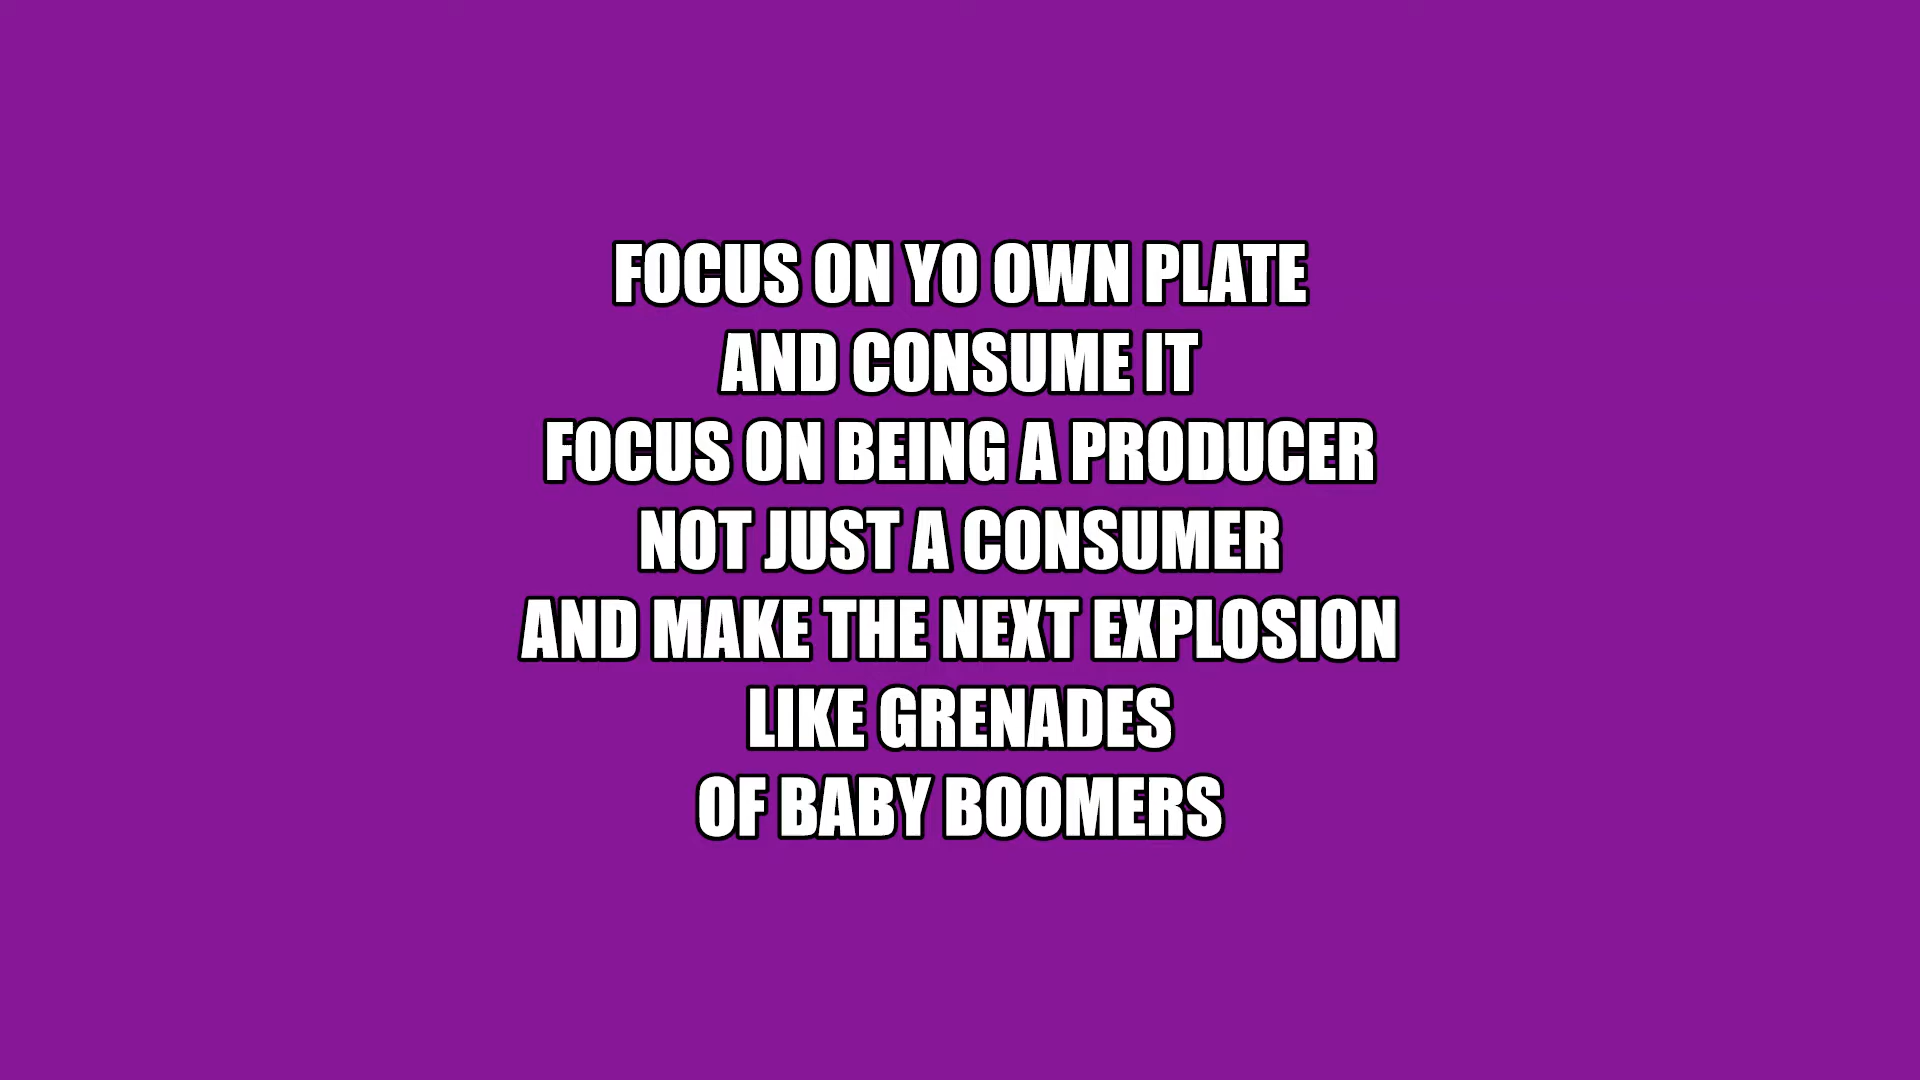 FOCUS ON YO OWN PLATE
AND CONSUME IT
FOCUS ON BEING A PRODUCER
NOT JUST A CONSUMER
AND MAKE THE NEXT EXPLOSION
LIKE GRENADES
OF BABY BOOMERS